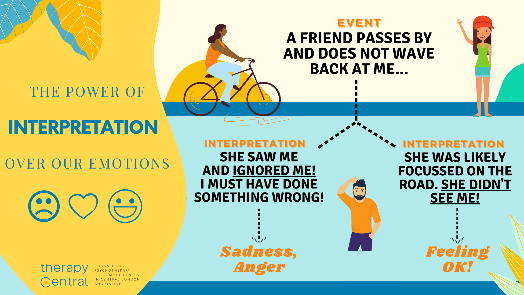 THE POWER OF
INTERPRETATION
OVER OUR EMOTIONS
therapy
central
EVENT
A FRIEND PASSES BY
AND DOES NOT WAVE
BACK AT ME...
INTERPRETATION
SHE SAW ME
AND IGNORED ME!
I MUST HAVE DONE
SOMETHING WRONG!
Sadness,
Anger
INTERPRETATION
SHE WAS LIKELY
FOCUSSED ON THE
ROAD. SHE DIDN'T
SEE ME!
Feeling
OK!